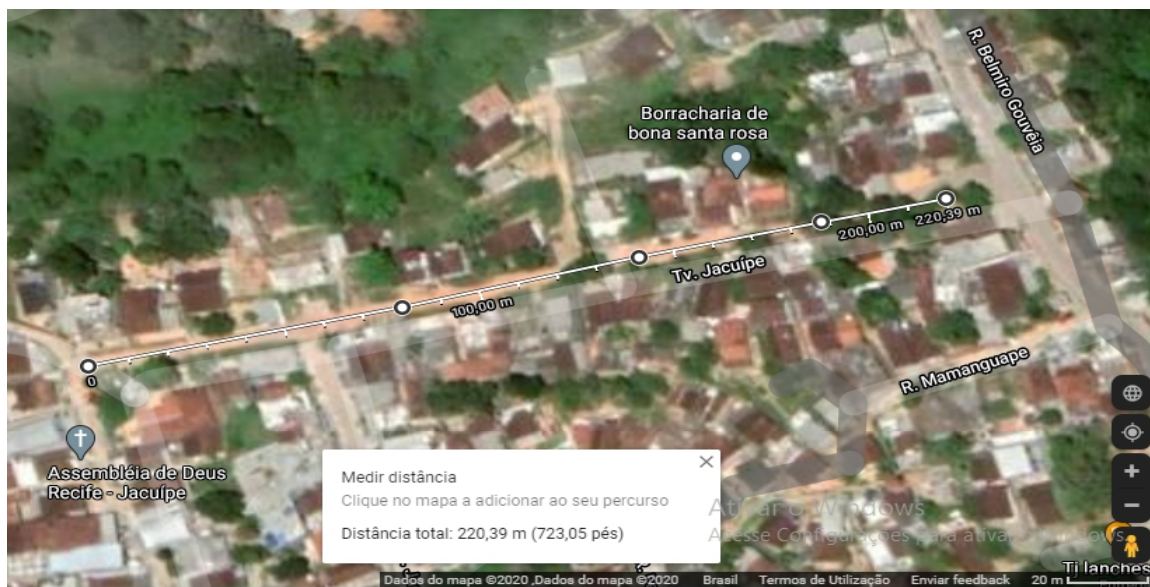 R. Belmiro Gouvêia
Borracharia de
bona santa rosa
200,00 m
220,39 m
Tv. Jacuípe
100,00 m
0
R. Mamanguape
Assembléia de Deus
Recife - Jacuípe
Medir distância
Clique no mapa a adicionar ao seu percurso
Distância total: 220,39 m (723,05 pés)
Ativar o Windows
Acesse Configurações para ativar o Windows.
Tj lanches
Dados do mapa ©2020 ,Dados do mapa ©2020 Brasil Termos de Utilização Enviar feedback 20 m